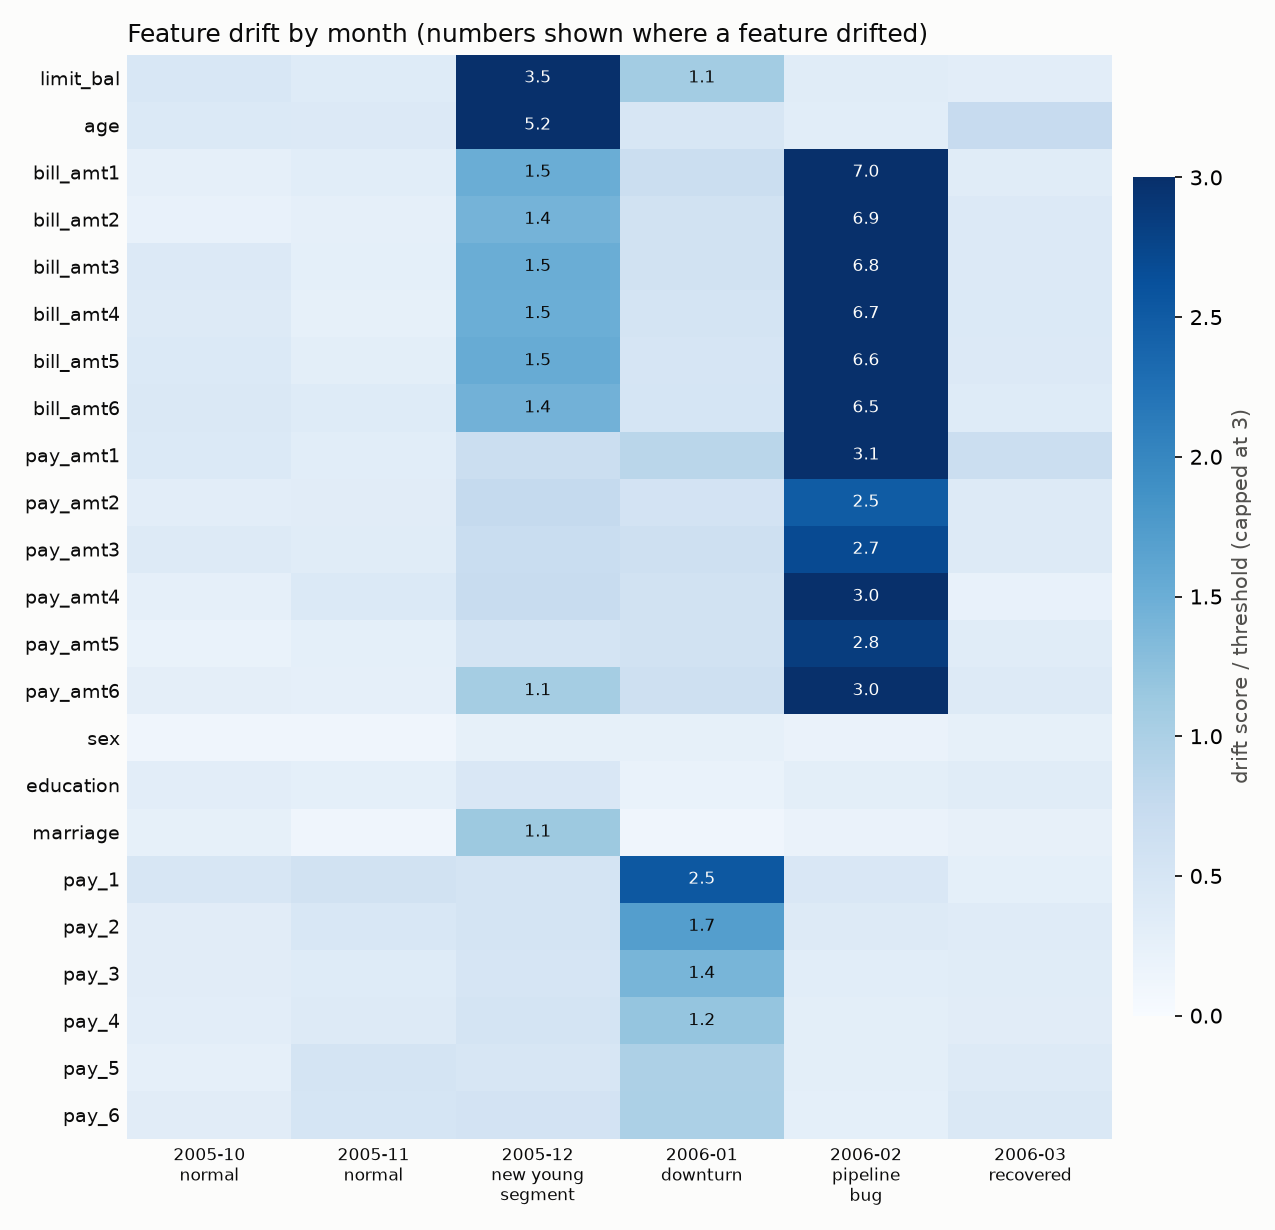 Feature drift by month (numbers shown where a feature drifted)
limit_bal 3.5 1.1
age 5.2
bill_amt1 1.5 7.0
bill_amt2 1.4 6.9
bill_amt3 1.5 6.8
bill_amt4 1.5 6.7
bill_amt5 1.5 6.6
bill_amt6 1.4 6.5
pay_amt1 3.1
pay_amt2 2.5
pay_amt3 2.7
pay_amt4 3.0
pay_amt5 2.8
pay_amt6 1.1 3.0
sex
education
marriage 1.1
pay_1 2.5
pay_2 1.7
pay_3 1.4
pay_4 1.2
pay_5
pay_6
2005-10 2005-11 2005-12 2006-01 2006-02 2006-03
normal normal new young downturn pipeline recovered
segment bug
3.0
2.5
2.0
1.5
1.0
0.5
0.0
drift score / threshold (capped at 3)